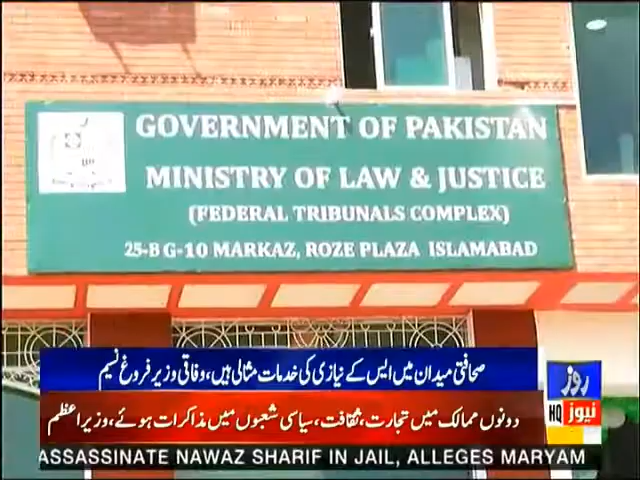 GOVERNMENT OF PAKISTAN
MINISTRY OF LAW & JUSTICE
(FEDERAL TRIBUNALS COMPLEX)
25-B G-10 MARKAZ, ROZE PLAZA ISLAMABAD
صحافتی میدان میں ایس کے نیازی کی خدمات مثالی ہیں، وفاقی وزیر فروغ نسیم
دونوں ممالک میں تجارت، ثقافت، سیاسی شعبوں میں مذاکرات ہوئے، وزیراعظم
روز
HQ نیوز
ASSASSINATE NAWAZ SHARIF IN JAIL, ALLEGES MARYAM